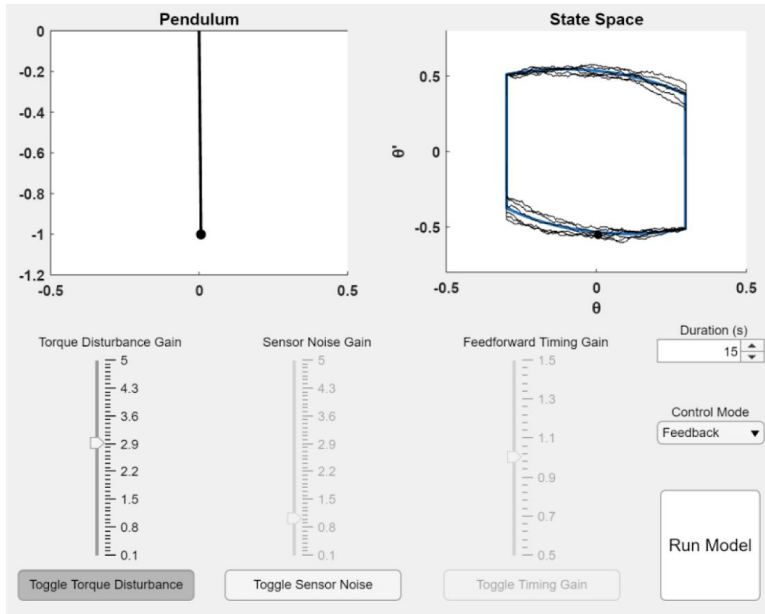 Pendulum
0
-0.2
-0.4
-0.6
-0.8
-1
-1.2
-0.5 0 0.5
State Space
0.5
0
-0.5
θ'
-0.5 0 0.5
θ
Torque Disturbance Gain
5
4.3
3.6
2.9
2.2
1.5
0.8
0.1
Toggle Torque Disturbance
Sensor Noise Gain
5
4.3
3.6
2.9
2.2
1.5
0.8
0.1
Toggle Sensor Noise
Feedforward Timing Gain
1.5
1.3
1.1
0.9
0.7
0.5
Toggle Timing Gain
Duration (s)
15
Control Mode
Feedback
Run Model